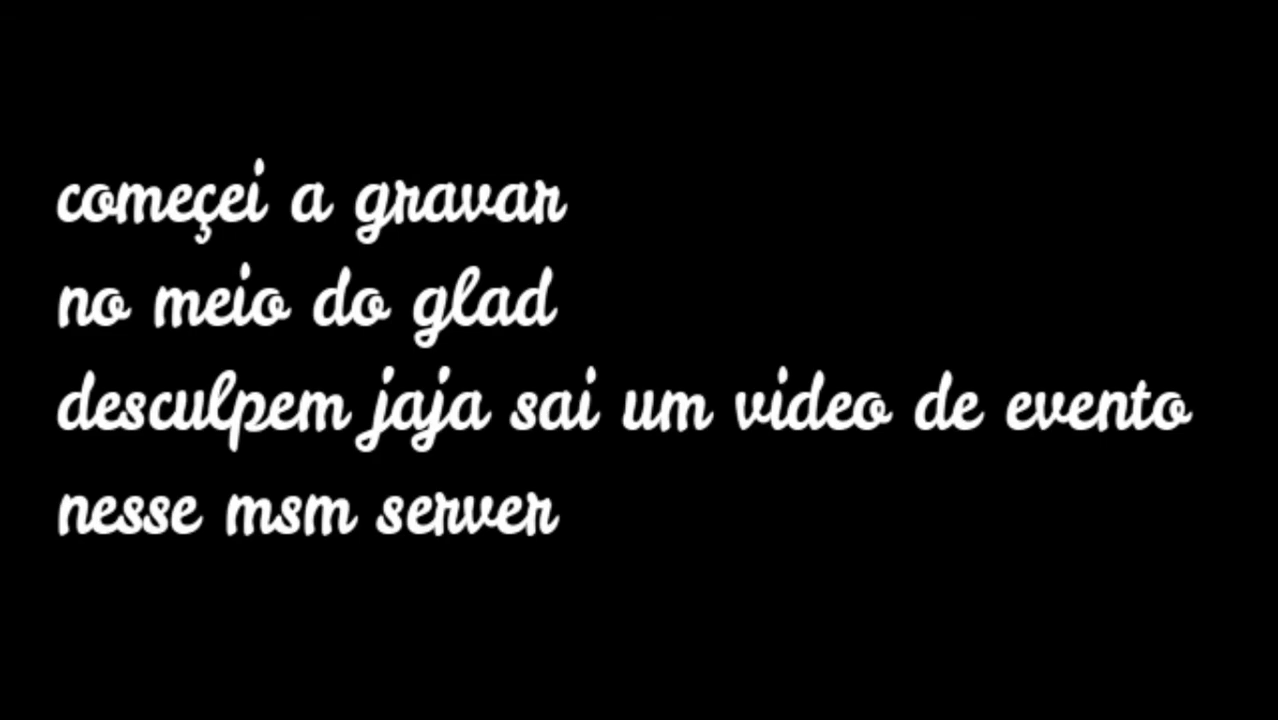 começei a gravar
no meio do glad
desculpem jaja sai um video de evento
nesse msm server